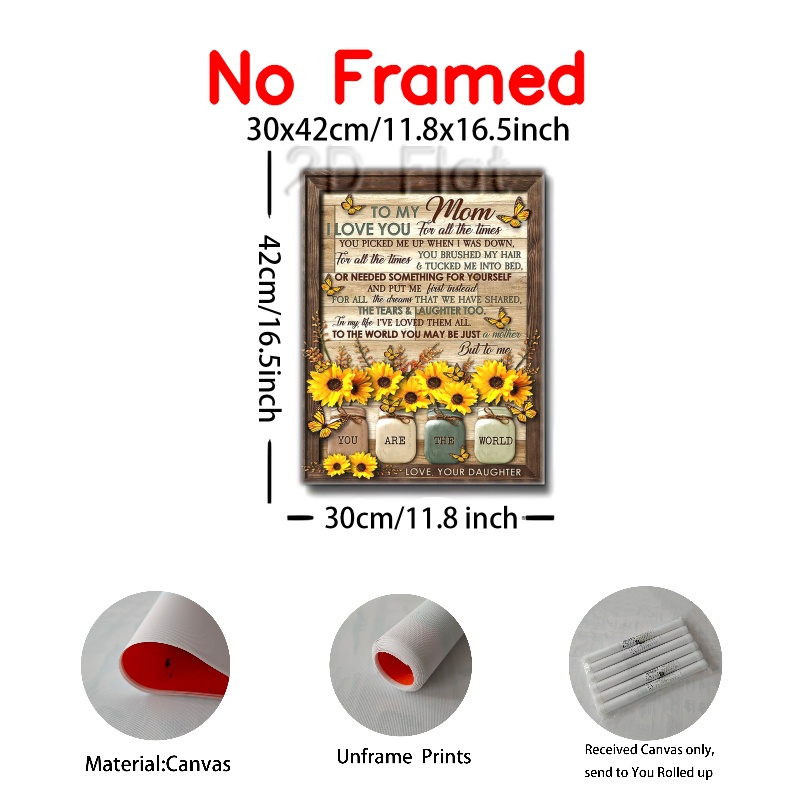 No Framed
30x42cm/11.8x16.5inch
3D Flat
42cm/16.5inch
TO MY Mom
I LOVE YOU For all the times
YOU PICKED ME UP WHEN I WAS DOWN,
For all the times YOU BRUSHED MY HAIR
& TUCKED ME INTO BED,
OR NEEDED SOMETHING FOR YOURSELF
AND PUT ME first instead
FOR ALL the dreams THAT WE HAVE SHARED,
THE TEARS & LAUGHTER TOO.
In my life I'VE LOVED THEM ALL.
TO THE WORLD YOU MAY BE JUST a mother
But to me
YOU ARE THE WORLD
LOVE, YOUR DAUGHTER
30cm/11.8 inch
Material:Canvas
Unframe Prints
Received Canvas only,
send to You Rolled up